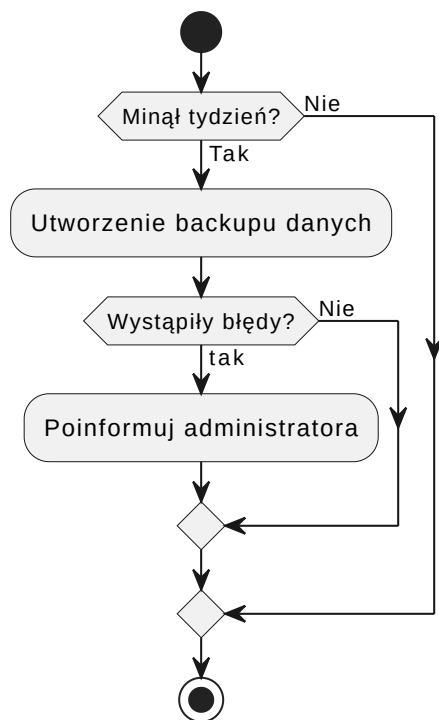 Minął tydzień?
Nie
Tak
Utworzenie backupu danych
Wystąpiły błędy?
Nie
tak
Poinformuj administratora